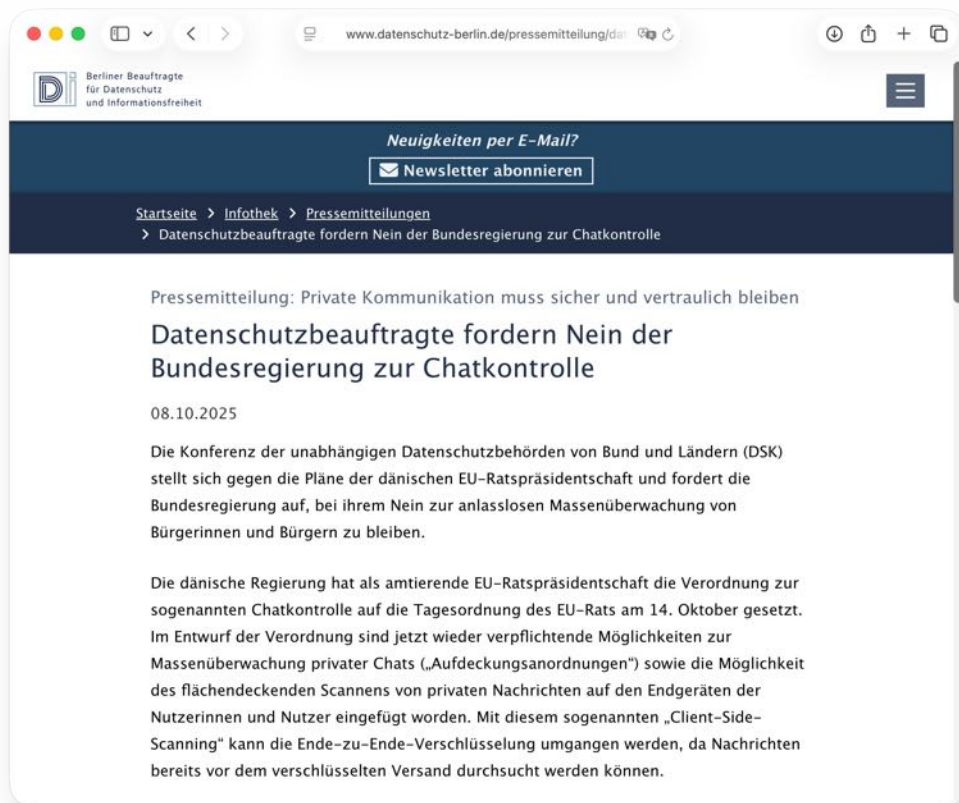 www.datenschutz-berlin.de/pressemitteilung/
Berliner Beauftragte
für Datenschutz
und Informationsfreiheit
Neuigkeiten per E-Mail?
Newsletter abonnieren
Startseite > Infothek > Pressemitteilungen
> Datenschutzbeauftragte fordern Nein der Bundesregierung zur Chatkontrolle
Pressemitteilung: Private Kommunikation muss sicher und vertraulich bleiben
Datenschutzbeauftragte fordern Nein der
Bundesregierung zur Chatkontrolle
08.10.2025
Die Konferenz der unabhängigen Datenschutzbehörden von Bund und Ländern (DSK)
stellt sich gegen die Pläne der dänischen EU-Ratspräsidentschaft und fordert die
Bundesregierung auf, bei ihrem Nein zur anlasslosen Massenüberwachung von
Bürgerinnen und Bürgern zu bleiben.
Die dänische Regierung hat als amtierende EU-Ratspräsidentschaft die Verordnung zur
sogenannten Chatkontrolle auf die Tagesordnung des EU-Rats am 14. Oktober gesetzt.
Im Entwurf der Verordnung sind jetzt wieder verpflichtende Möglichkeiten zur
Massenüberwachung privater Chats („Aufdeckungsanordnungen“) sowie die Möglichkeit
des flächendeckenden Scannens von privaten Nachrichten auf den Endgeräten der
Nutzerinnen und Nutzer eingefügt worden. Mit diesem sogenannten „Client-Side-
Scanning“ kann die Ende-zu-Ende-Verschlüsselung umgangen werden, da Nachrichten
bereits vor dem verschlüsselten Versand durchsucht werden können.